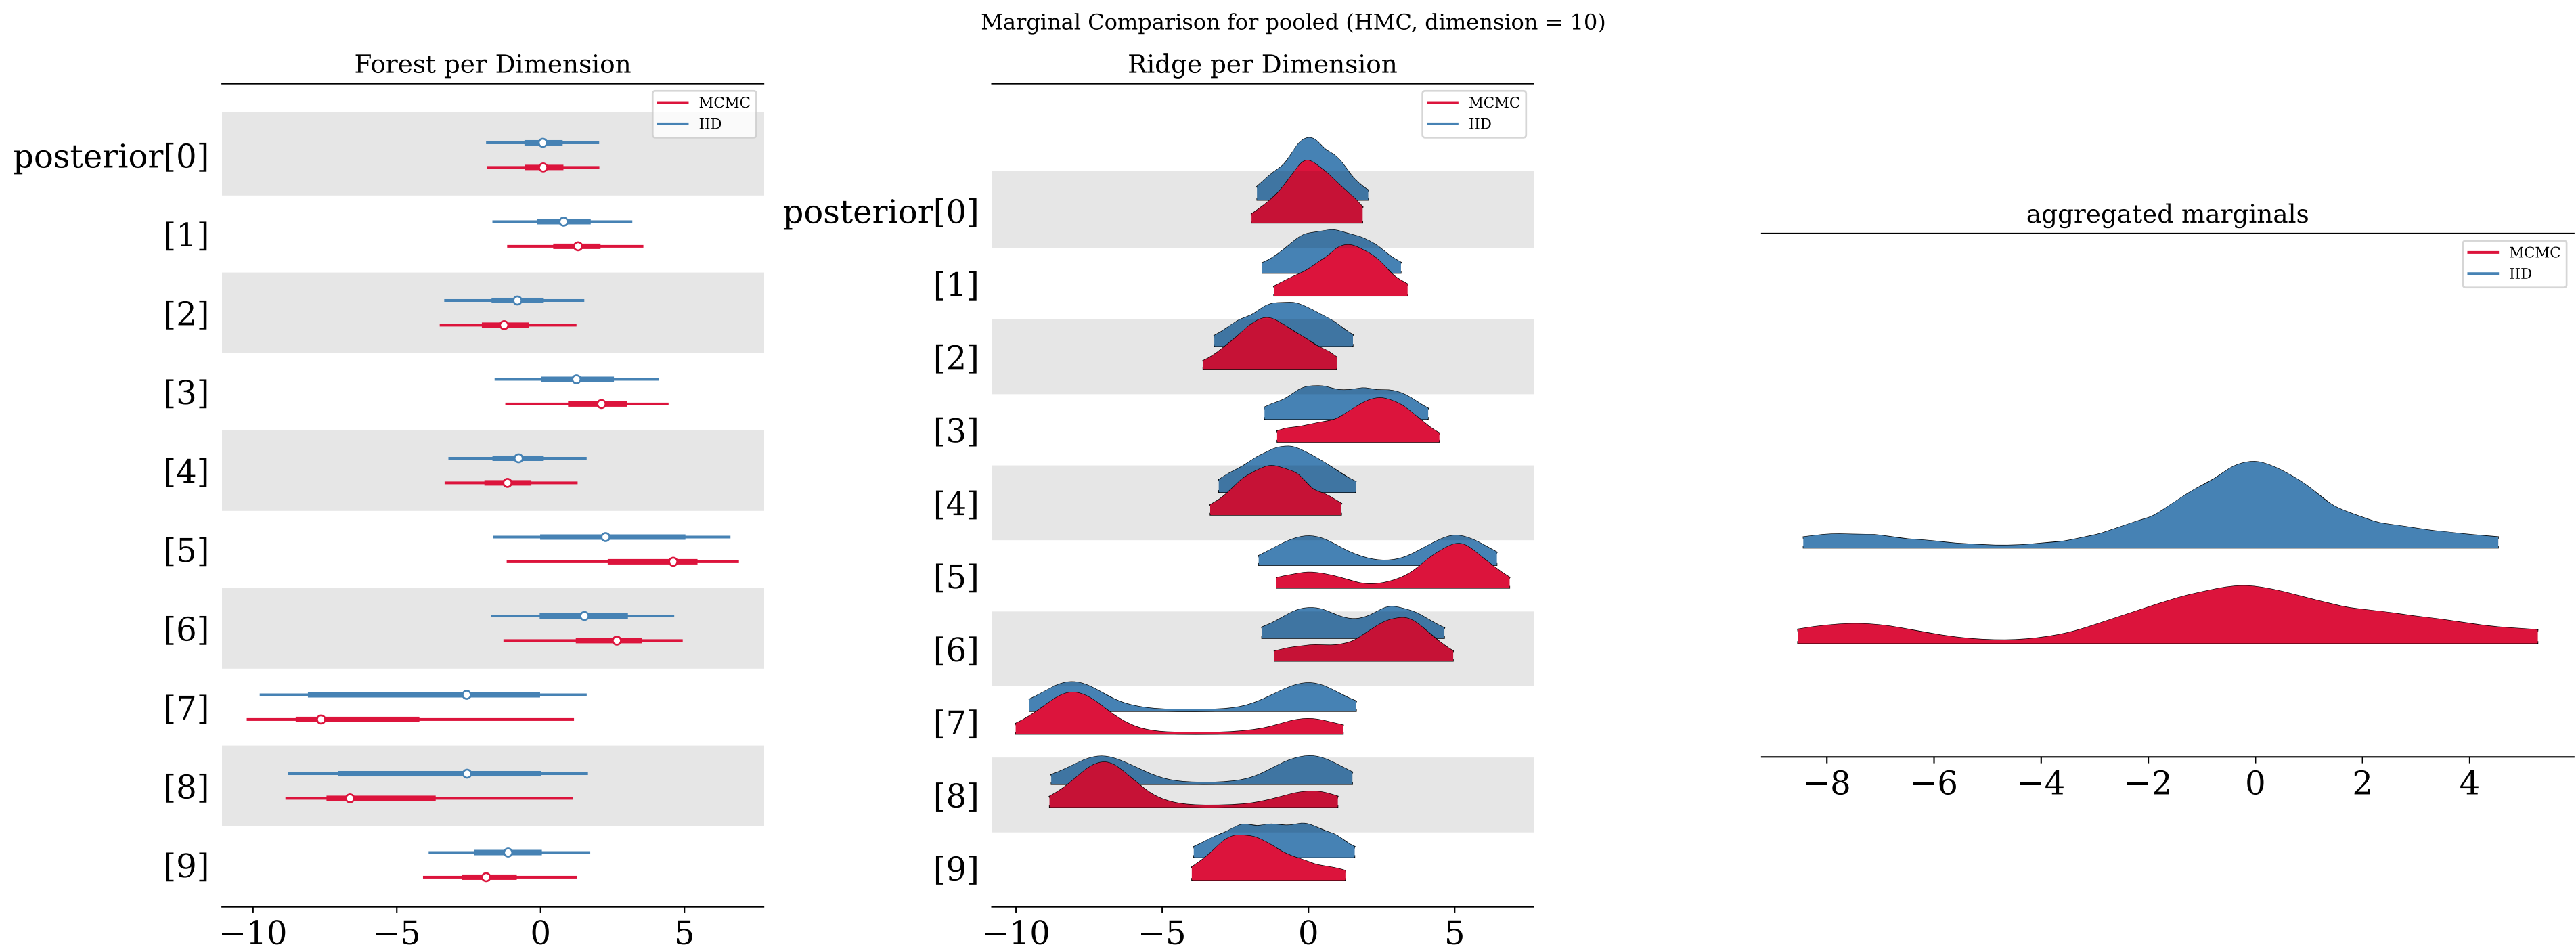 Marginal Comparison for pooled (HMC, dimension = 10)
Forest per Dimension
MCMC
IID
posterior[0]
[1]
[2]
[3]
[4]
[5]
[6]
[7]
[8]
[9]
−10 −5 0 5
Ridge per Dimension
MCMC
IID
posterior[0]
[1]
[2]
[3]
[4]
[5]
[6]
[7]
[8]
[9]
−10 −5 0 5
aggregated marginals
MCMC
IID
−8 −6 −4 −2 0 2 4